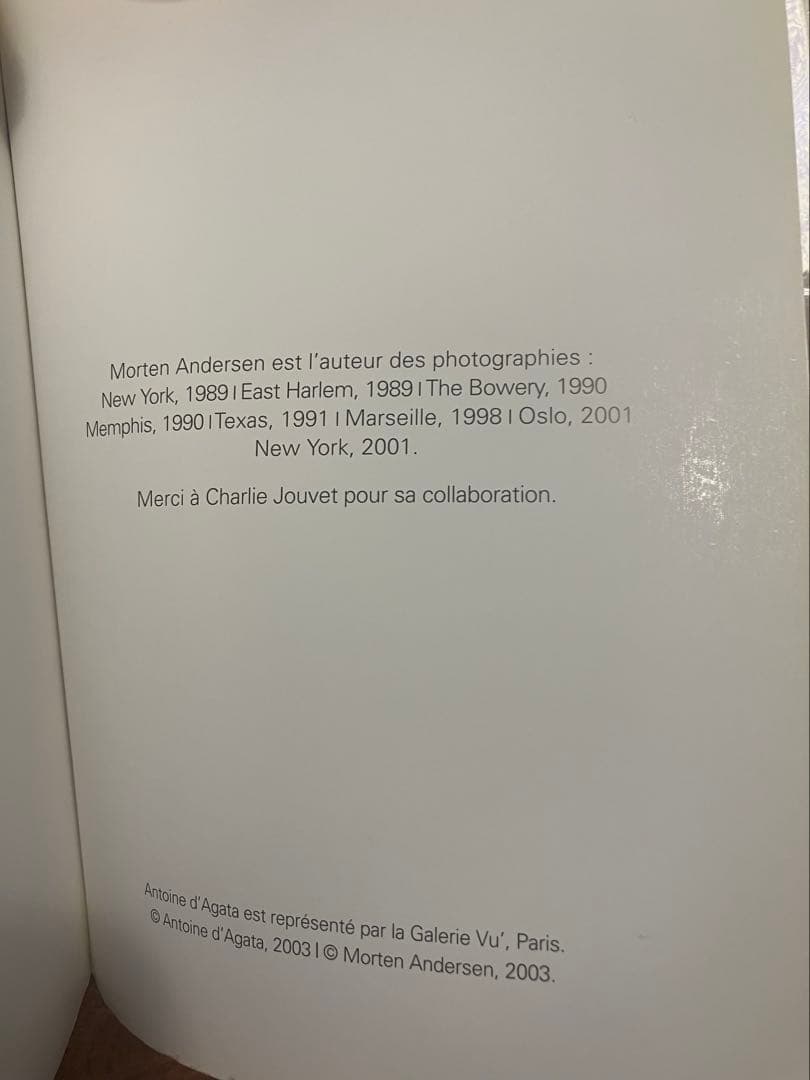 Morten Andersen est l'auteur des photographies :
New York, 1989 | East Harlem, 1989 | The Bowery, 1990
Memphis, 1990 | Texas, 1991 | Marseille, 1998 | Oslo, 2001
New York, 2001.
Merci à Charlie Jouvet pour sa collaboration.
Antoine d'Agata est représenté par la Galerie Vu', Paris.
© Antoine d'Agata, 2003 | © Morten Andersen, 2003.